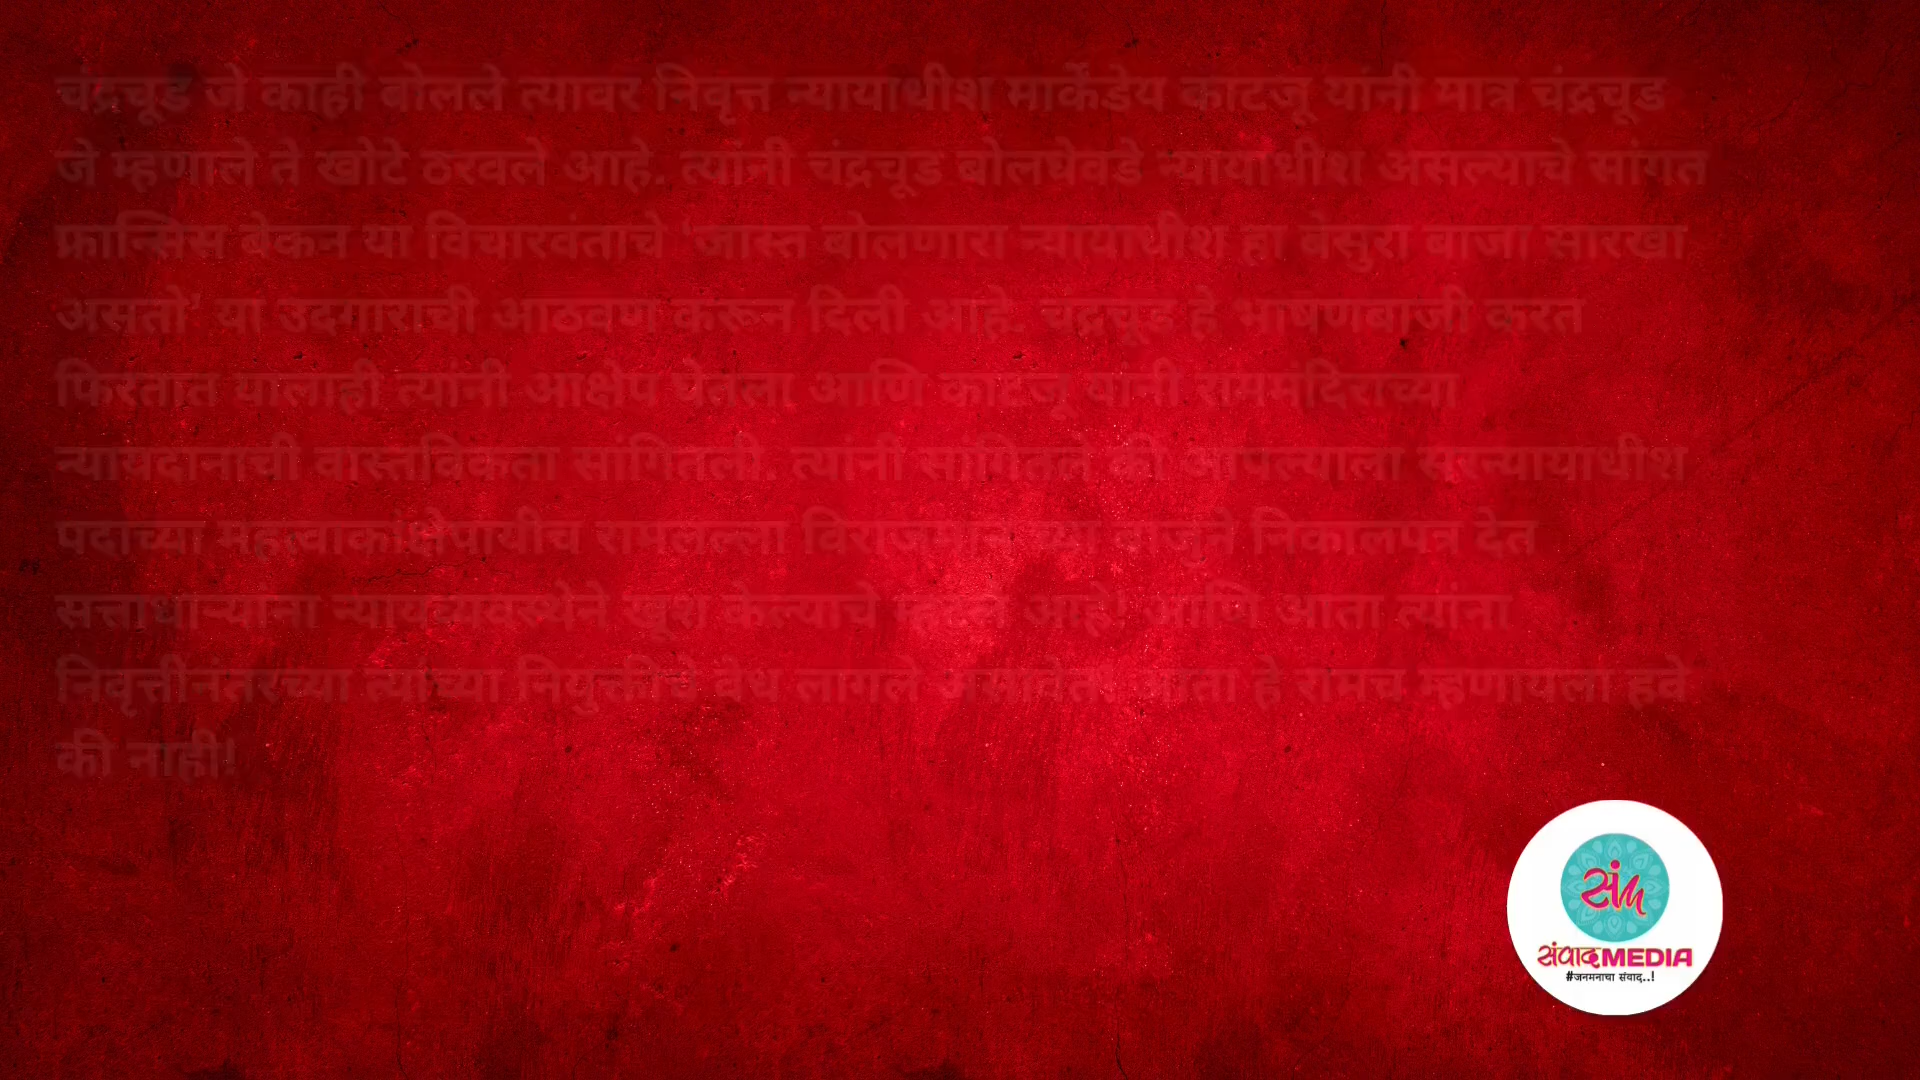 चंद्रचूड जे काही बोलले त्यावर निवृत्त न्यायाधीश मार्केंडेय काटजू यांनी मात्र चंद्रचूड
जे म्हणाले ते खोटे ठरवले आहे. त्यांनी चंद्रचूड बोलघेवडे न्यायाधीश असल्याचे सांगत
फ्रान्सिस बेकन या विचारवंताचे 'जास्त बोलणारा न्यायाधीश हा बेसुरा बाजा सारखा
असतो' या उदगाराची आठवण करून दिली आहे. चंद्रचूड हे भाषणबाजी करत
फिरतात यालाही त्यांनी आक्षेप घेतला आणि काटजू यांनी राममंदिराच्या
न्यायदानाची वास्तविकता सांगितली. त्यांनी सांगितले की आपल्याला सरन्यायाधीश
पदाच्या महत्त्वाकांक्षेपायीच रामलल्ला विराजमानच्या बाजुने निकालपत्र देत
सत्ताधाऱ्यांना न्यायव्यवस्थेने खूश केल्याचे म्हटले आहे! आणि आता त्यांना
निवृत्तीनंतरच्या त्यांच्या नियुक्तीचे वेध लागले असावेत! आता हे रामच म्हणायला हवे
की नाही!
सं
संवाद MEDIA
#जनमनाचा संवाद..!